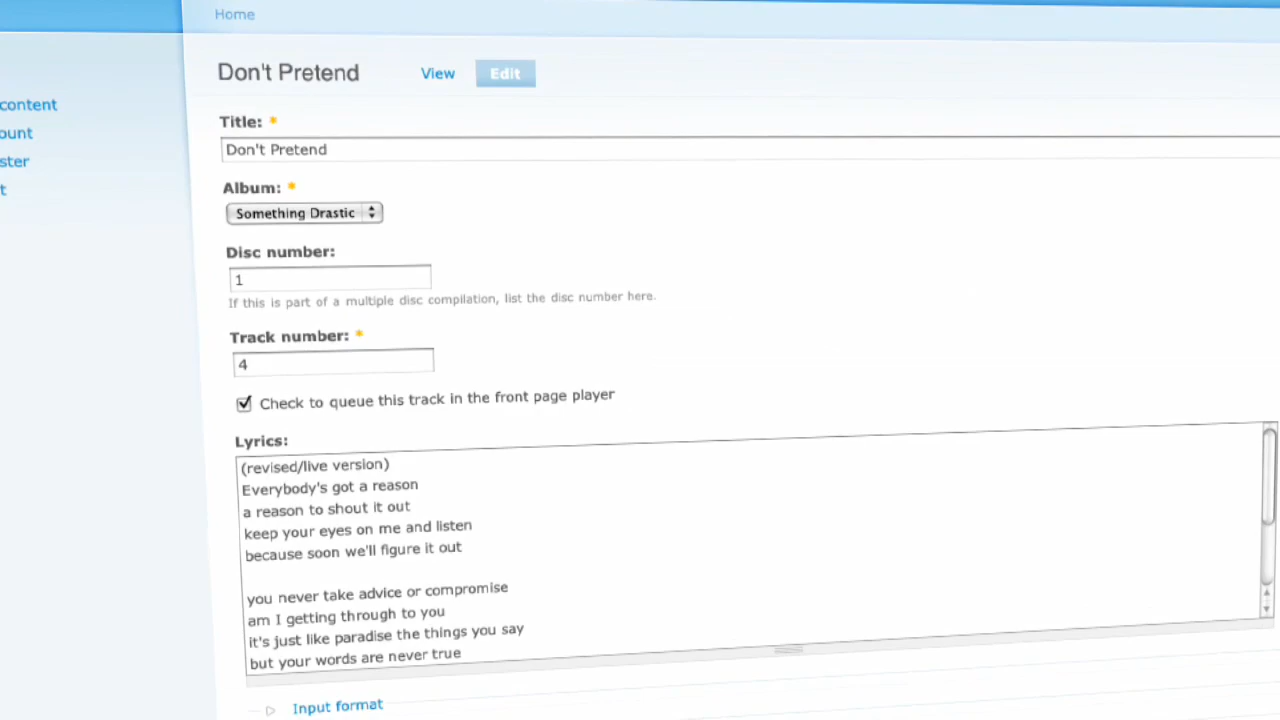 Home
Don't Pretend
View
Edit
content
ount
ster
t
Title: *
Don't Pretend
Album: *
Something Drastic
Disc number:
1
If this is part of a multiple disc compilation, list the disc number here.
Track number: *
4
Check to queue this track in the front page player
Lyrics:
(revised/live version)
Everybody's got a reason
a reason to shout it out
keep your eyes on me and listen
because soon we'll figure it out
you never take advice or compromise
am I getting through to you
it's just like paradise the things you say
but your words are never true
Input format